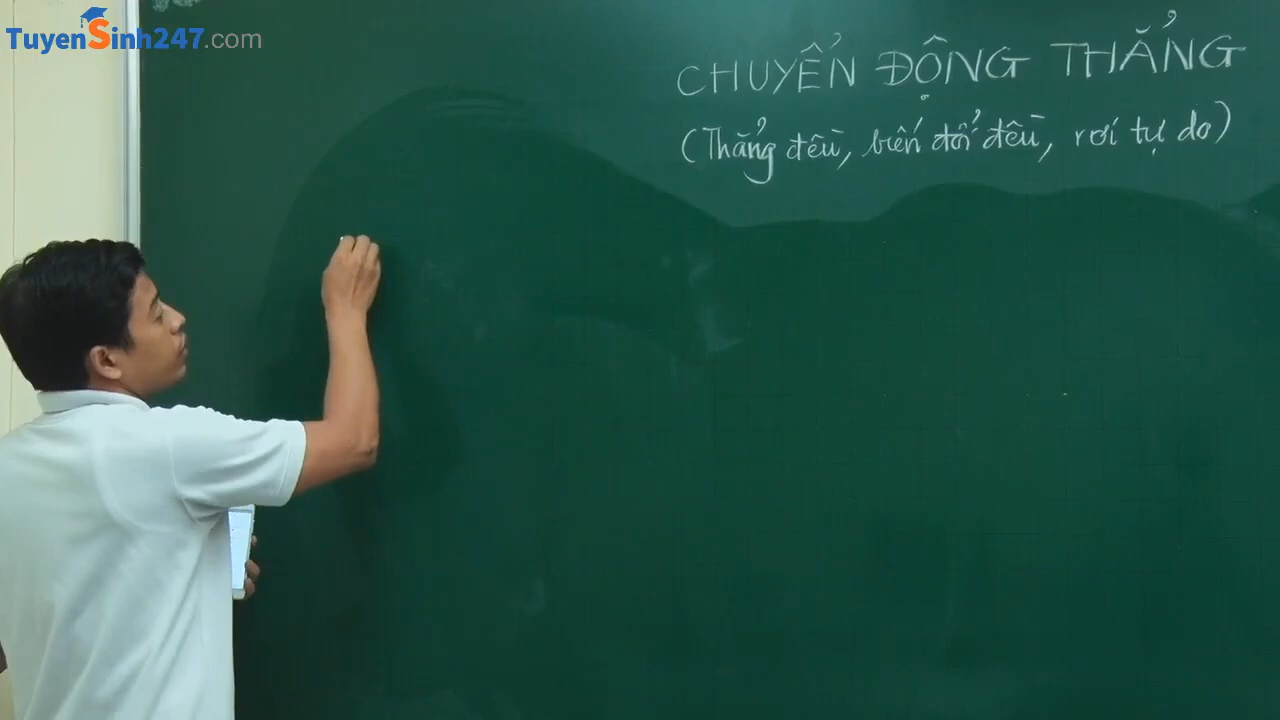 TuyenSinh247.com
CHUYỂN ĐỘNG THẲNG
(Thẳng đều, biến đổi đều, rơi tự do)